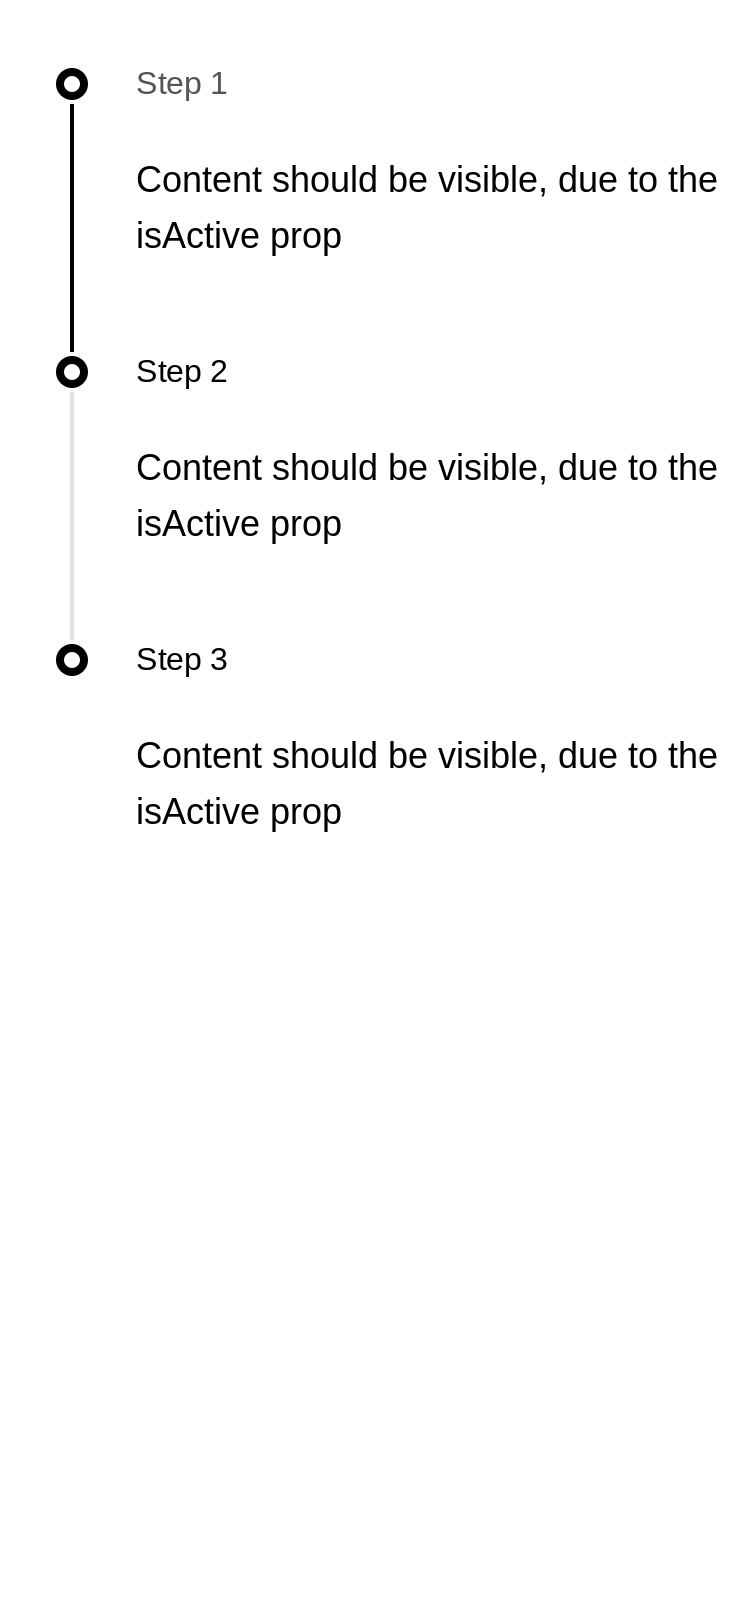 Step 1
Content should be visible, due to the
isActive prop
Step 2
Content should be visible, due to the
isActive prop
Step 3
Content should be visible, due to the
isActive prop